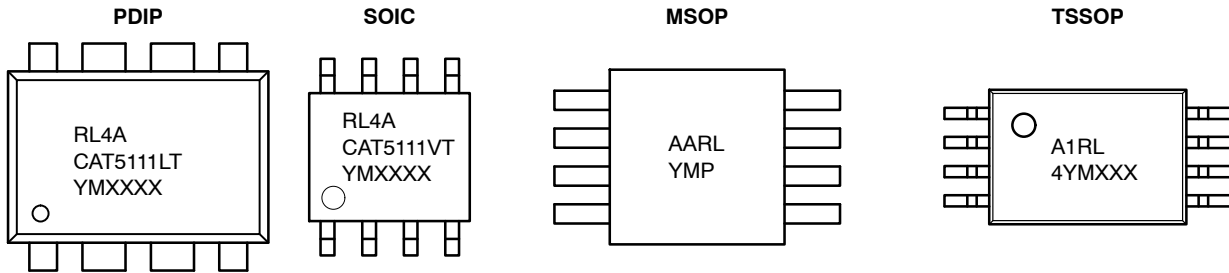 PDIP
RL4A
CAT5111LT
YMXXXX
SOIC
RL4A
CAT5111VT
YMXXXX
MSOP
AARL
YMP
TSSOP
A1RL
4YMXXX